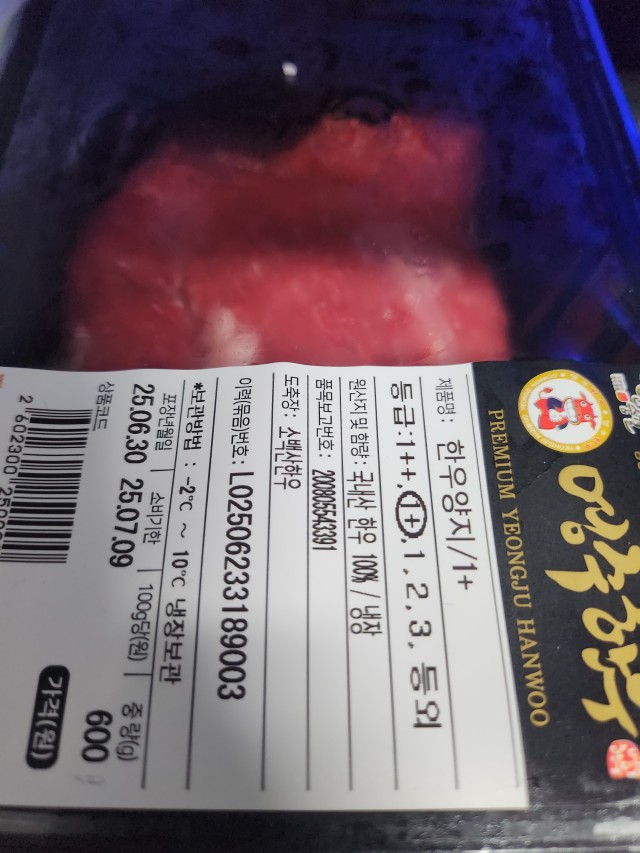 영주한우
PREMIUM YEONGJU HANWOO
제품명 : 한우양지/1+
등급:1++,1+,1, 2, 3, 등외
원산지 및 함량: 국내산 한우 100% / 냉장
품목보고번호: 200805543391
도축장: 소백산한우
이력묶음번호: L02506233189003
*보관방법 : -2℃ ~ 10℃ 냉장보관
포장년월일 소비기한 100g당(원) 중량(g)
25.06.30 25.07.09 600
상품코드 가격(원)
2 602300